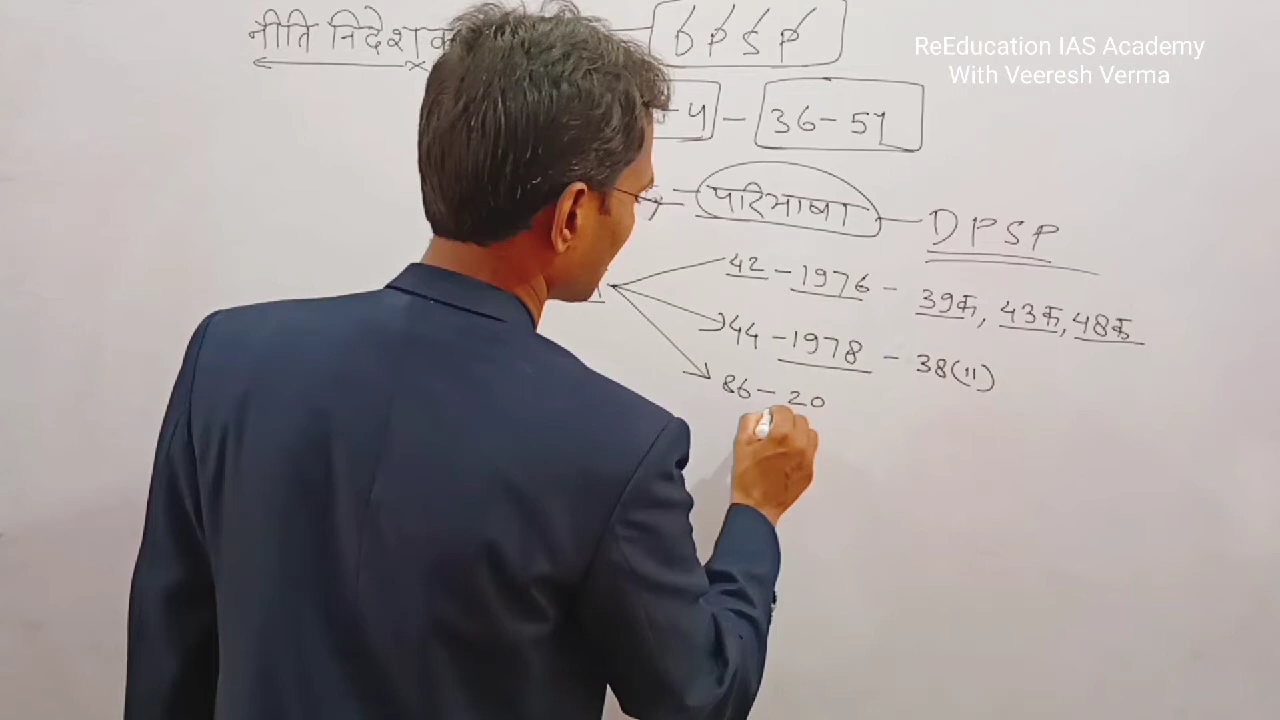 नीति निदेशक DPSP
ReEducation IAS Academy
With Veeresh Verma
-4 - 36-51
परिभाषा - DPSP
42 - 1976 - 39क, 43क, 48क
44 - 1978 - 38(ii)
86 - 20